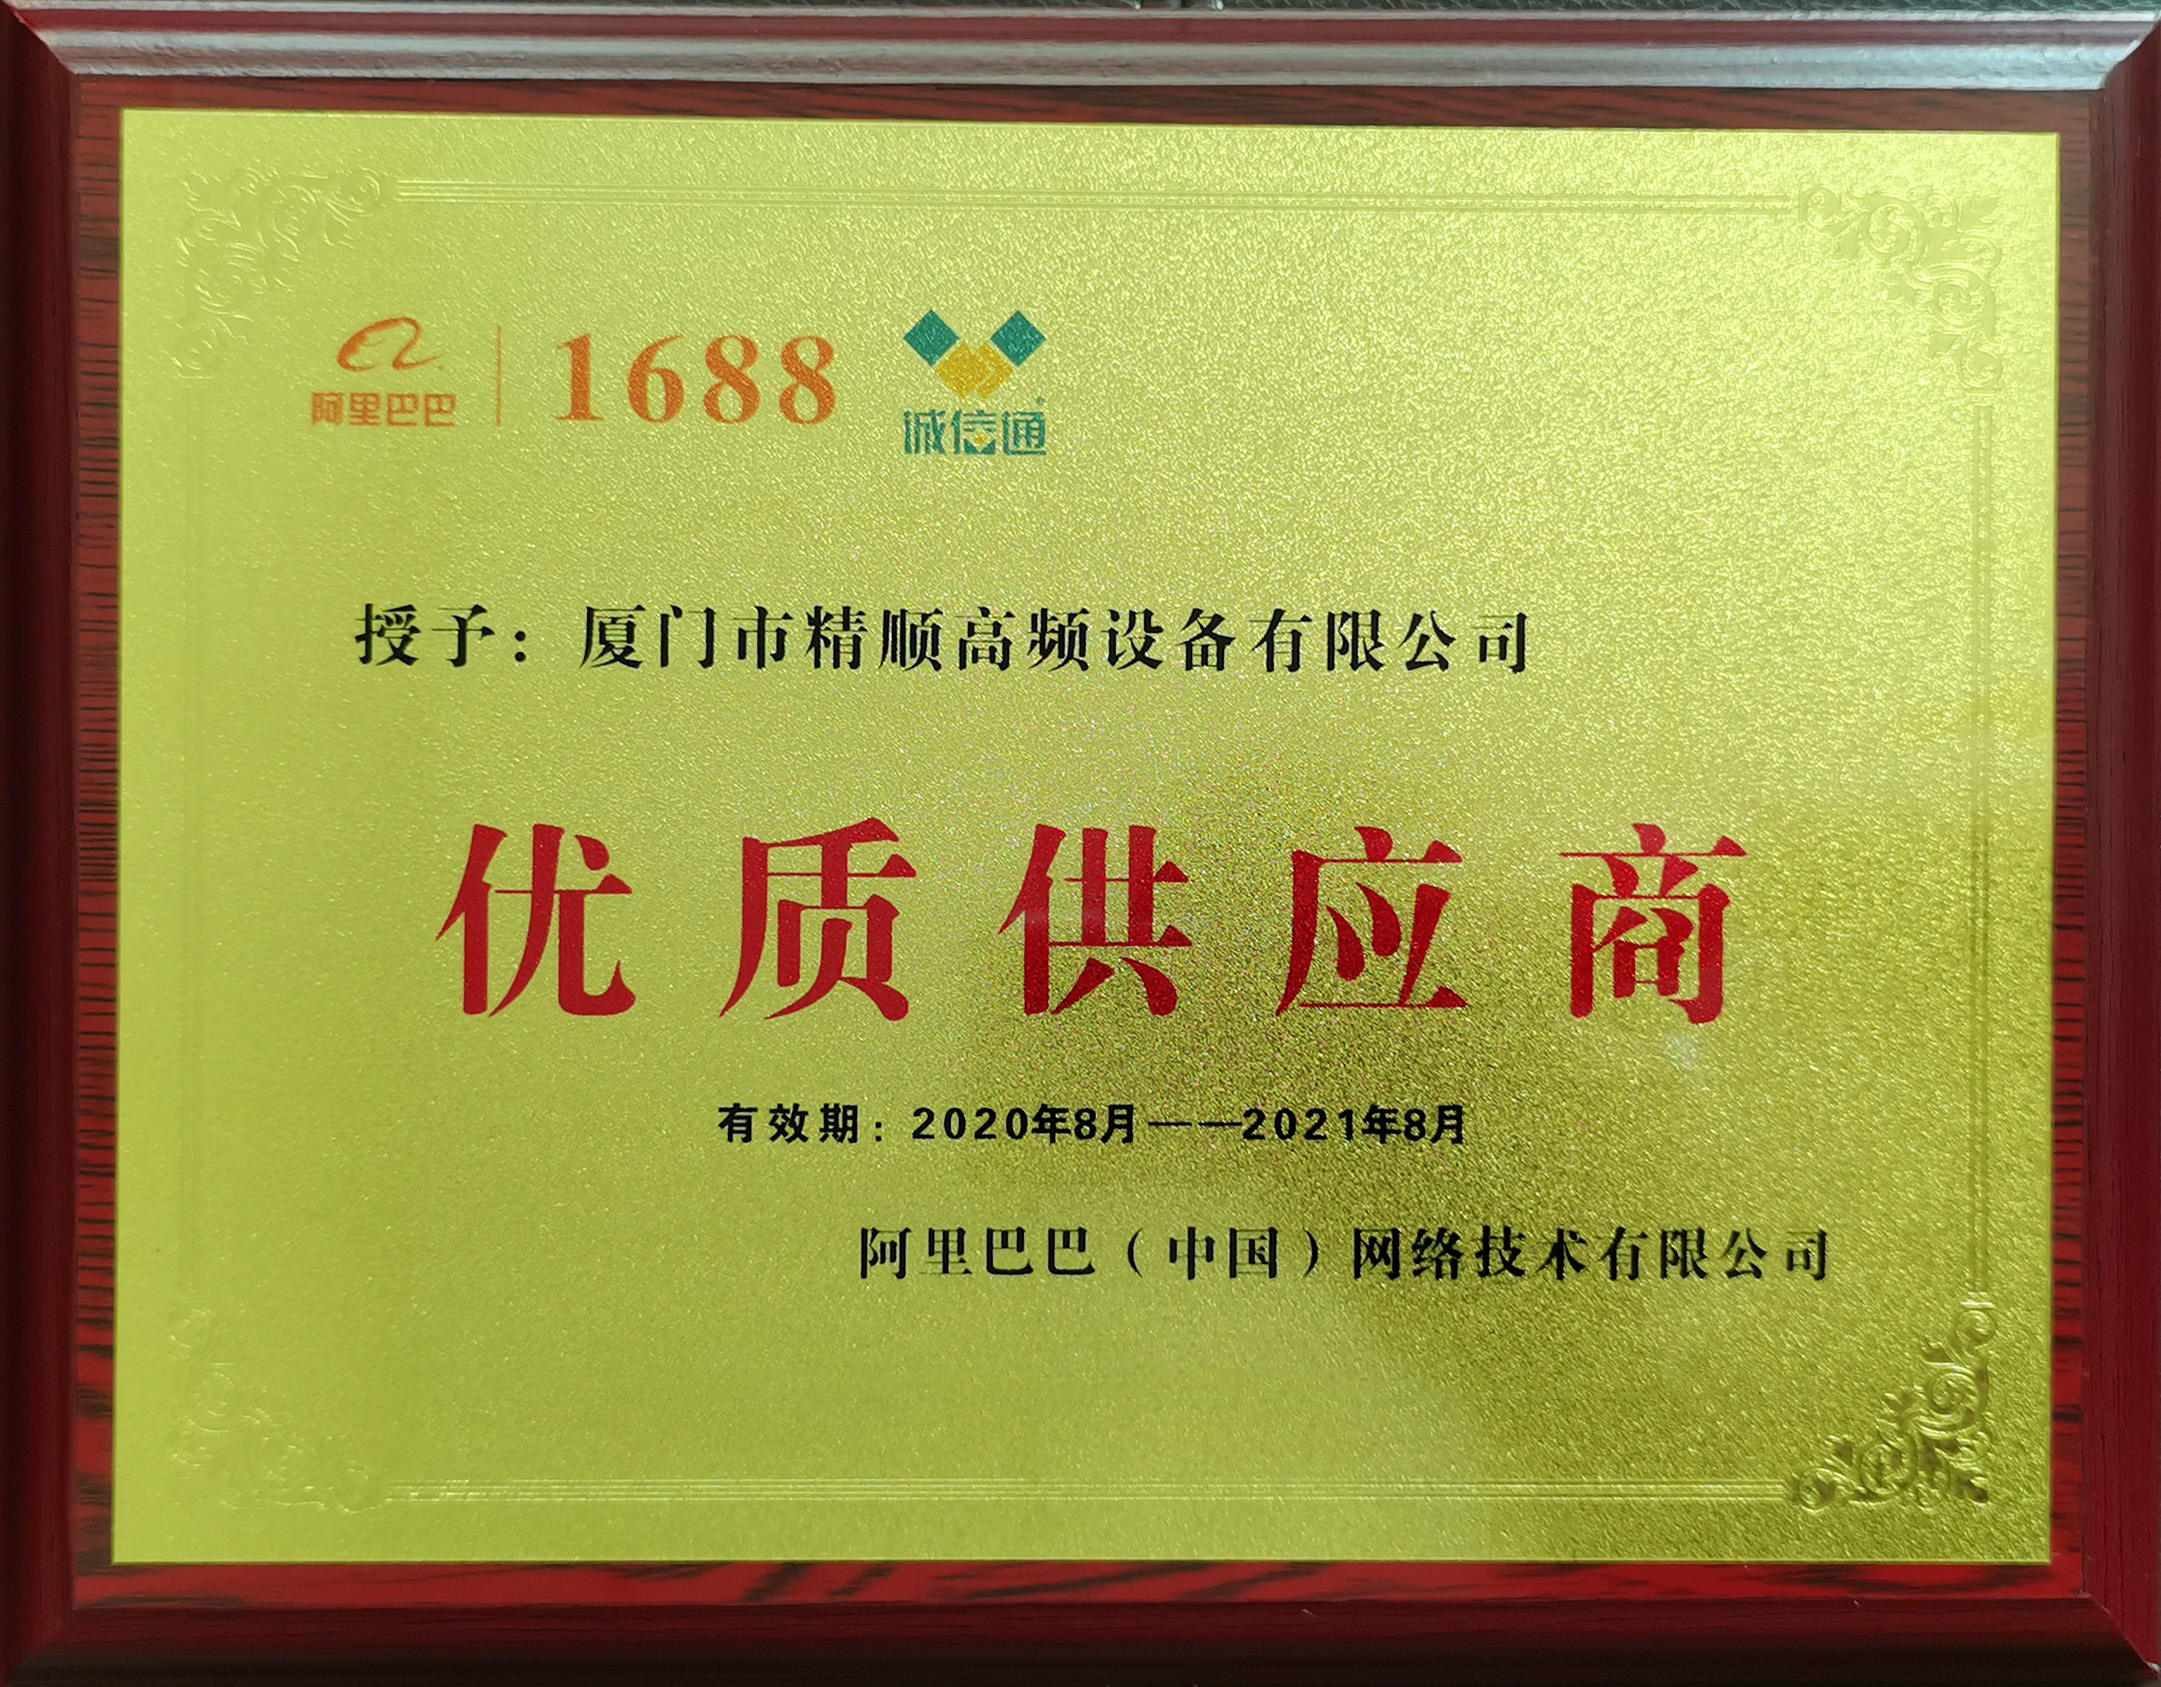 阿里巴巴 1688 诚信通
授予：厦门市精顺高频设备有限公司
优质供应商
有效期：2020年8月——2021年8月
阿里巴巴（中国）网络技术有限公司